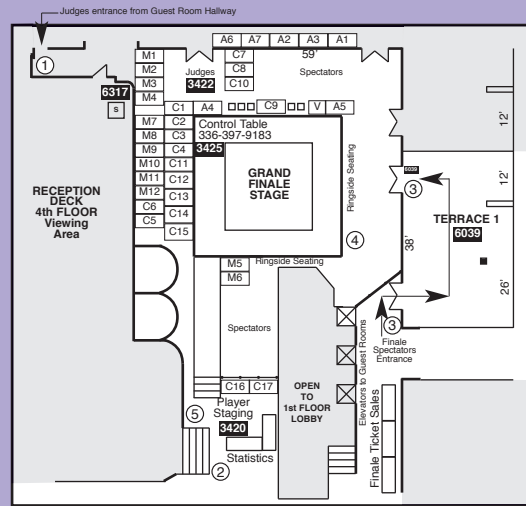 Judges entrance from Guest Room Hallway
A6 A7 A2 A3 A1
59'
1
M1
M2
M3
M4
C7
C8
C10
Judges
3422
Spectators
6317
S
C1 A4 C9 V A5
12'
M7
M8
M9
M10
M11
M12
C6
C5
C2
C3
C4
C11
C12
C13
C14
C15
Control Table
336-397-9183
3425
GRAND
FINALE
STAGE
Ringside Seating
4
6039
3
12'
RECEPTION
DECK
4th FLOOR
Viewing
Area
TERRACE 1
6039
38'
26'
Ringside Seating
M5
M6
Spectators
Elevators to Guest Rooms
3
Finale
Spectators
Entrance
C16 C17
OPEN
TO
1st FLOOR
LOBBY
Player
Staging
3420
Statistics
5
2
Finale Ticket Sales